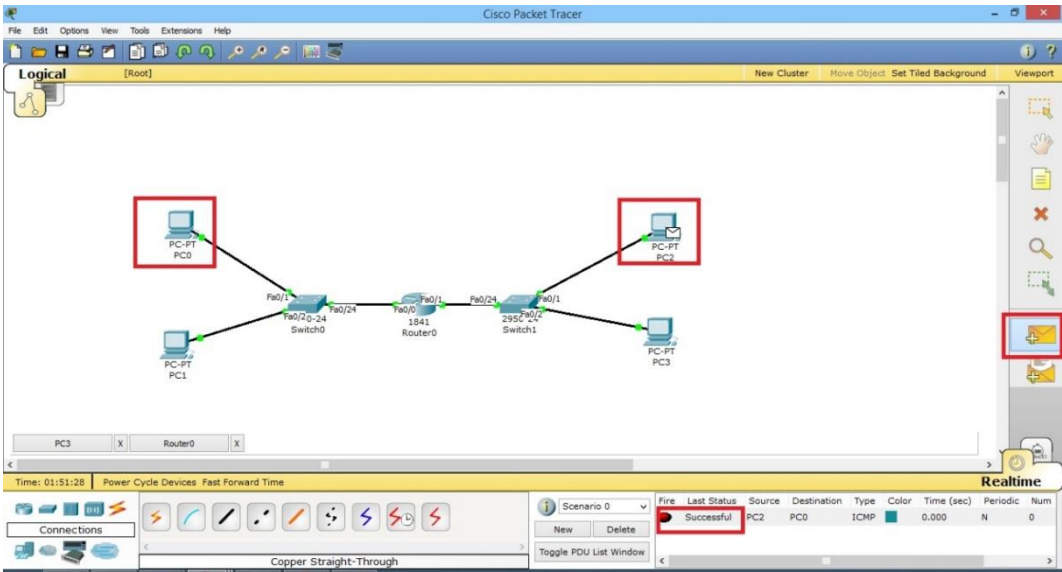 Cisco Packet Tracer
File Edit Options View Tools Extensions Help
Logical [Root] New Cluster Move Object Set Tiled Background Viewport
PC-PT
PC0
PC-PT
PC2
Fa0/1
Fa0/2 0-24
Switch0
Fa0/24
Fa0/0
Fa0/1
1841
Router0
Fa0/24
Fa0/1
2950-24
Fa0/2
Switch1
PC-PT
PC1
PC-PT
PC3
PC3 X Router0 X
Time: 01:51:28 Power Cycle Devices Fast Forward Time Realtime
Connections
Copper Straight-Through
Scenario 0
New Delete
Toggle PDU List Window
Fire Last Status Source Destination Type Color Time (sec) Periodic Num
Successful PC2 PC0 ICMP 0.000 N 0